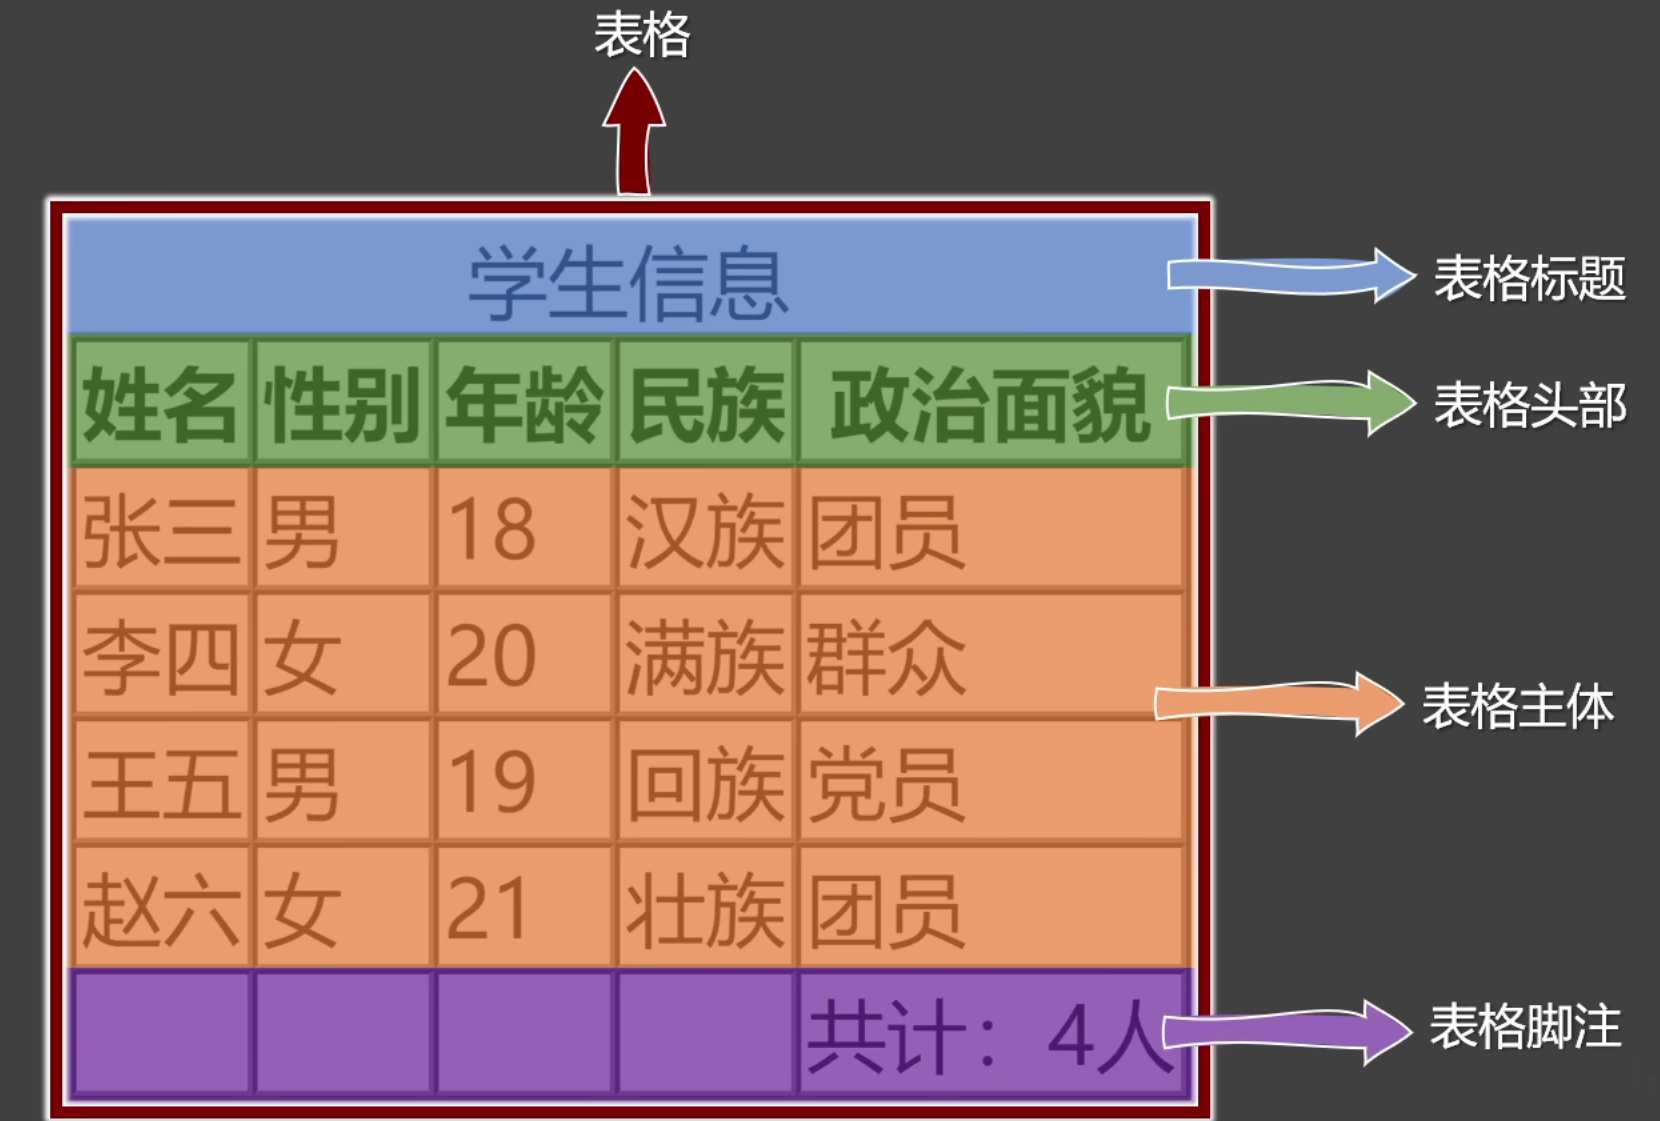 表格
学生信息
表格标题
姓名 性别 年龄 民族 政治面貌
表格头部
张三 男 18 汉族 团员
李四 女 20 满族 群众
表格主体
王五 男 19 回族 党员
赵六 女 21 壮族 团员
共计：4人
表格脚注